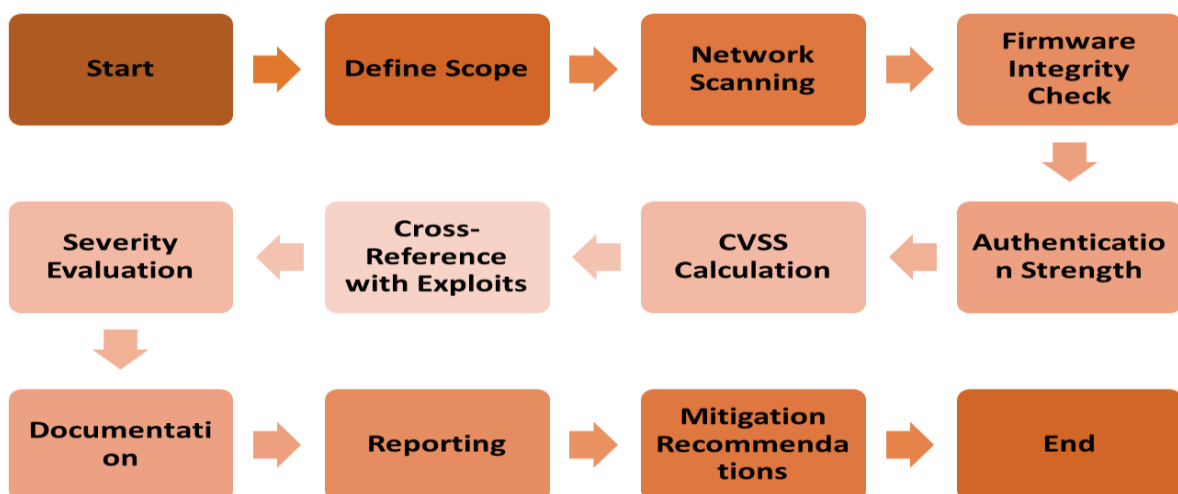 Start
Define Scope
Network
Scanning
Firmware
Integrity
Check
Authenticatio
n Strength
CVSS
Calculation
Cross-
Reference
with Exploits
Severity
Evaluation
Documentati
on
Reporting
Mitigation
Recommenda
tions
End